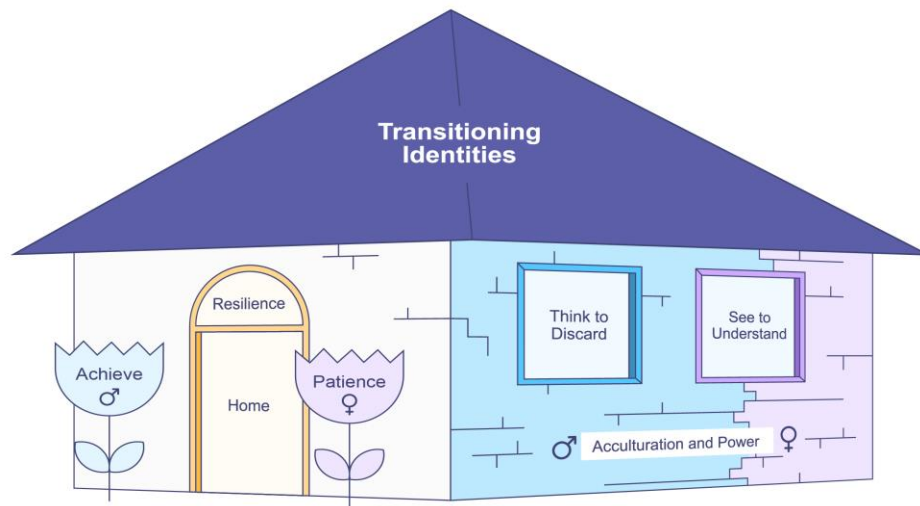 Transitioning
Identities
Resilience
Home
Achieve
♂
Patience
♀
Think to
Discard
See to
Understand
♂ Acculturation and Power ♀